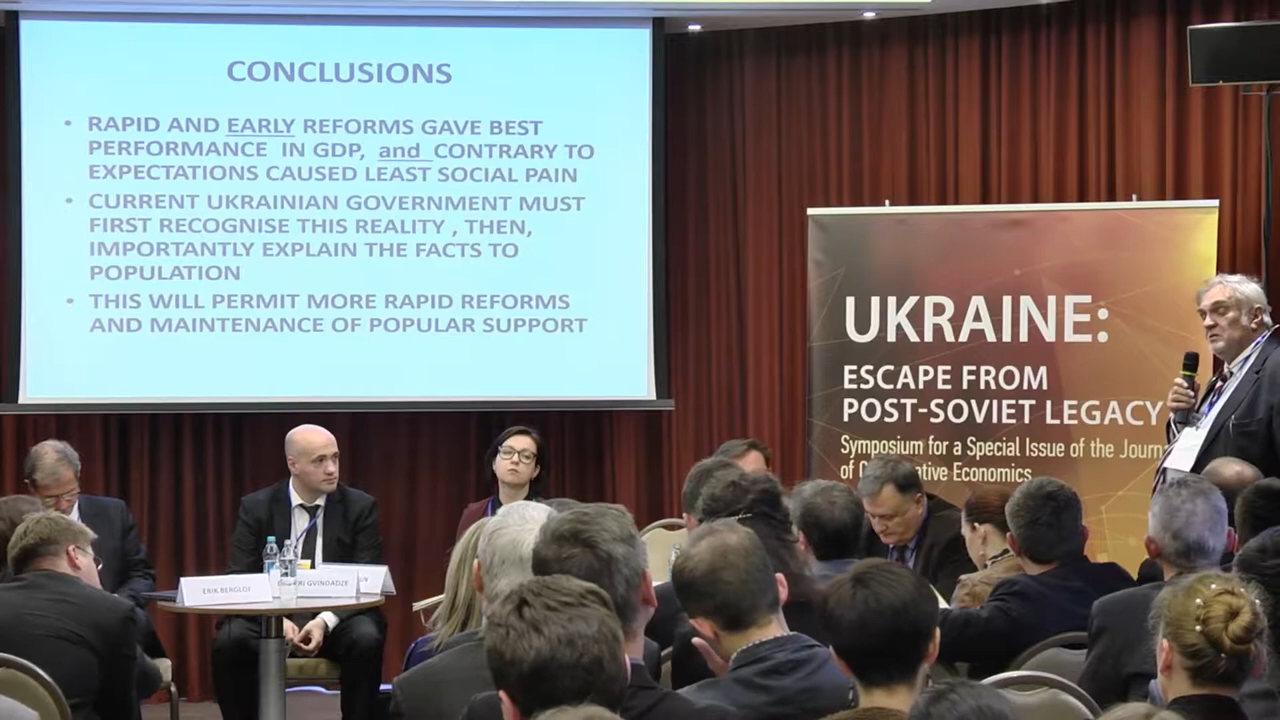 CONCLUSIONS
• RAPID AND EARLY REFORMS GAVE BEST
PERFORMANCE IN GDP, and CONTRARY TO
EXPECTATIONS CAUSED LEAST SOCIAL PAIN
• CURRENT UKRAINIAN GOVERNMENT MUST
FIRST RECOGNISE THIS REALITY , THEN,
IMPORTANTLY EXPLAIN THE FACTS TO
POPULATION
• THIS WILL PERMIT MORE RAPID REFORMS
AND MAINTENANCE OF POPULAR SUPPORT
UKRAINE:
ESCAPE FROM
POST-SOVIET LEGACY
Symposium for a Special Issue of the Journ
of Economics
ERIK BERGLOF
GVINDADZE